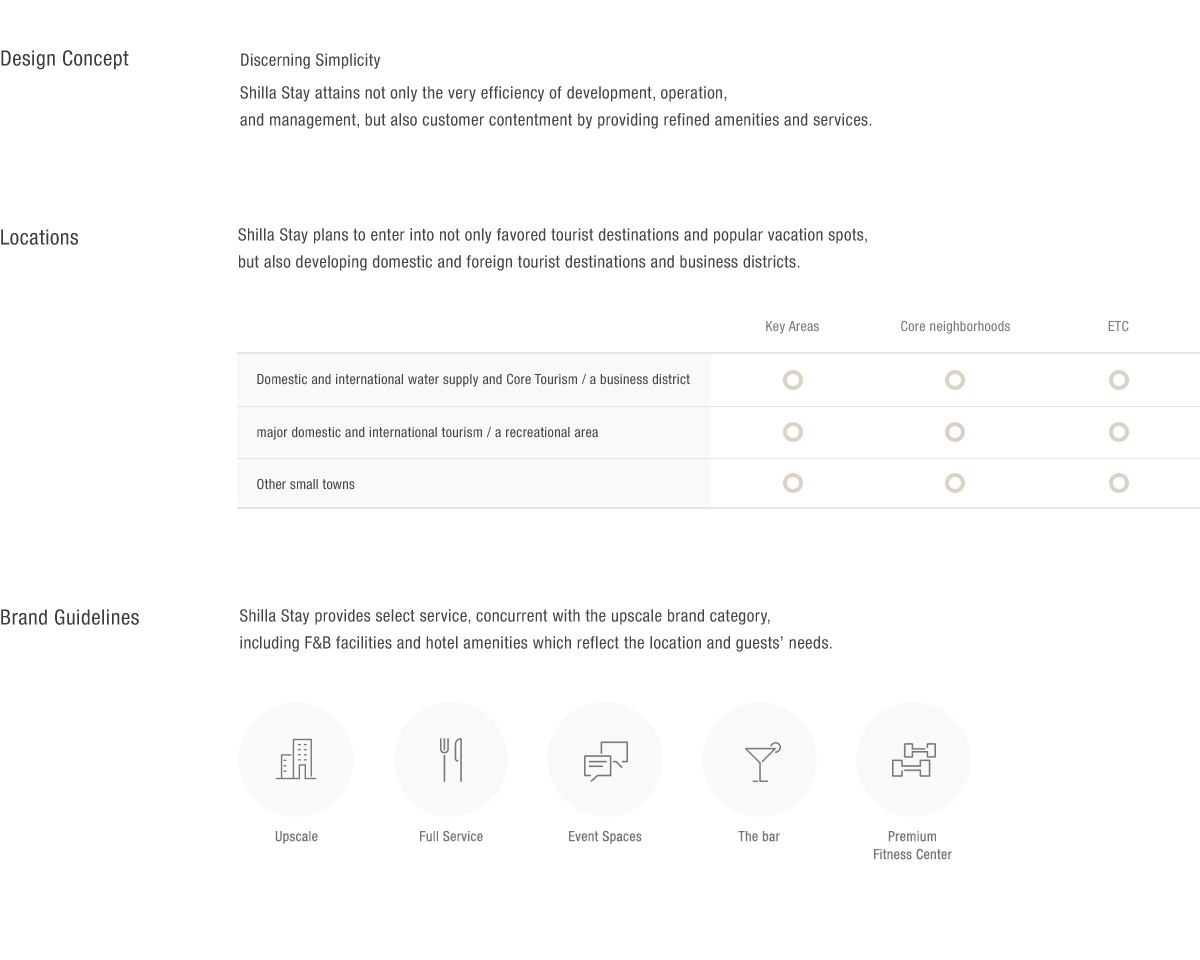 Design Concept
Discerning Simplicity
Shilla Stay attains not only the very efficiency of development, operation,
and management, but also customer contentment by providing refined amenities and services.
Locations
Shilla Stay plans to enter into not only favored tourist destinations and popular vacation spots,
but also developing domestic and foreign tourist destinations and business districts.
Key Areas Core neighborhoods ETC
Domestic and international water supply and Core Tourism / a business district
major domestic and international tourism / a recreational area
Other small towns
Brand Guidelines
Shilla Stay provides select service, concurrent with the upscale brand category,
including F&B facilities and hotel amenities which reflect the location and guests’ needs.
Upscale
Full Service
Event Spaces
The bar
Premium
Fitness Center